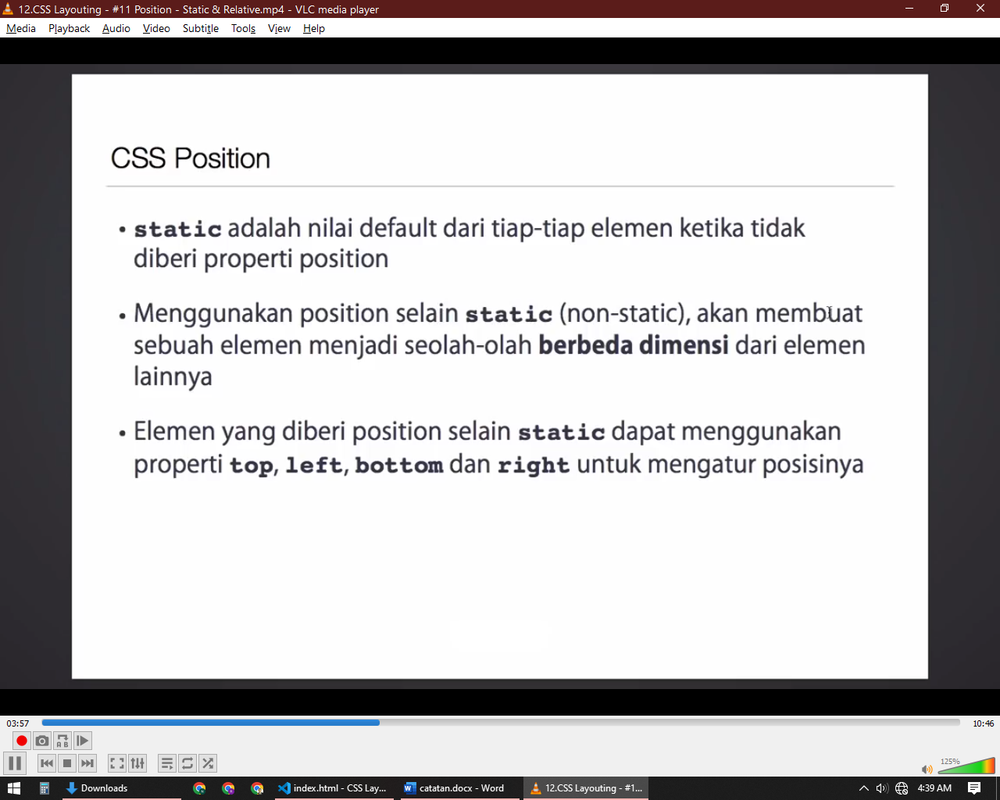 12.CSS Layouting - #11 Position - Static & Relative.mp4 - VLC media player
Media Playback Audio Video Subtitle Tools View Help
CSS Position
• static adalah nilai default dari tiap-tiap elemen ketika tidak
diberi properti position
• Menggunakan position selain static (non-static), akan membuat
sebuah elemen menjadi seolah-olah berbeda dimensi dari elemen
lainnya
• Elemen yang diberi position selain static dapat menggunakan
properti top, left, bottom dan right untuk mengatur posisinya
03:57 10:46
A B
125%
Downloads index.html - CSS Lay... catatan.docx - Word 12.CSS Layouting - #1... 4:39 AM